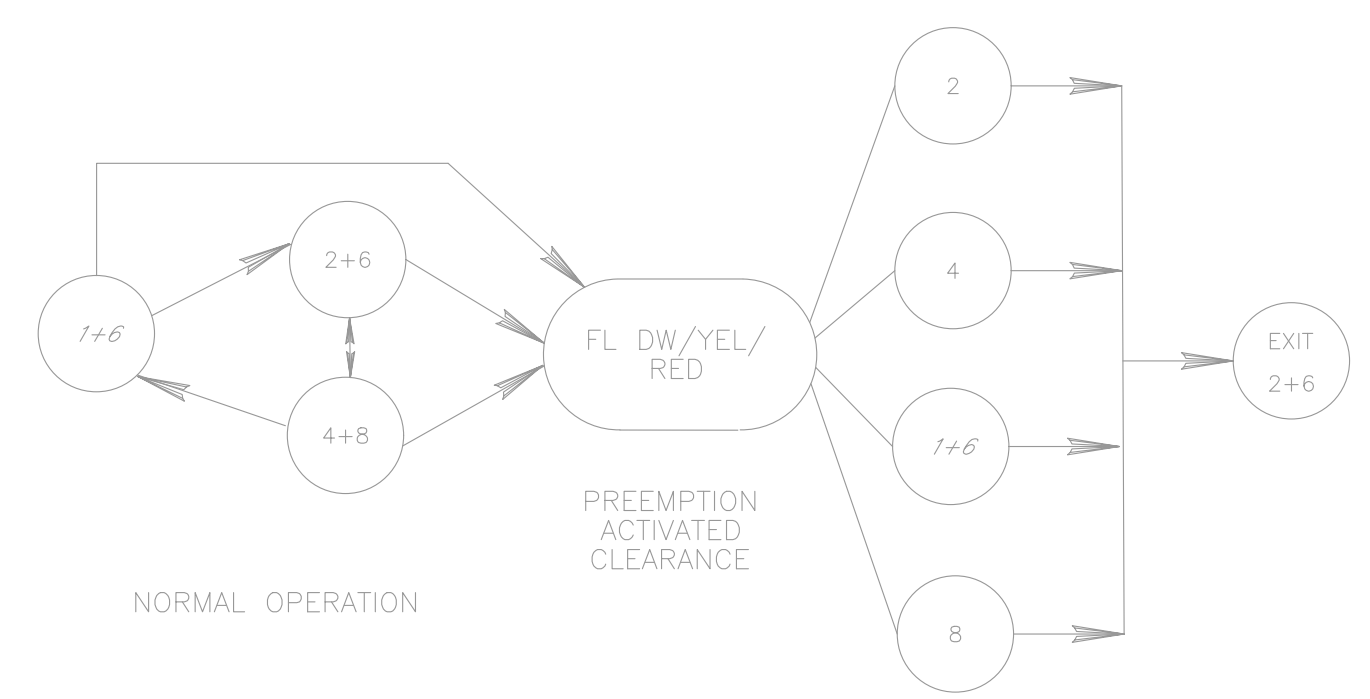 1+6
2+6
4+8
NORMAL OPERATION
FL DW/YEL/
RED
PREEMPTION
ACTIVATED
CLEARANCE
2
4
1+6
8
EXIT
2+6